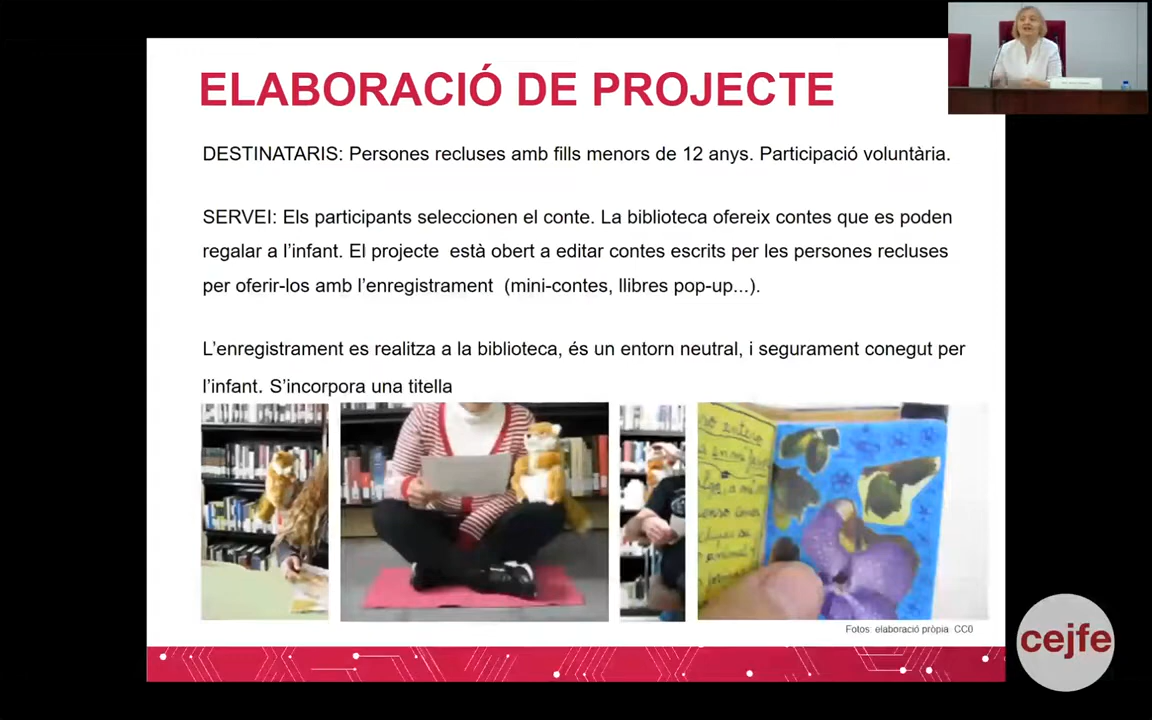 ELABORACIÓ DE PROJECTE
DESTINATARIS: Persones recluses amb fills menors de 12 anys. Participació voluntària.
SERVEI: Els participants seleccionen el conte. La biblioteca ofereix contes que es poden
regalar a l’infant. El projecte està obert a editar contes escrits per les persones recluses
per oferir-los amb l’enregistrament (mini-contes, llibres pop-up...).
L’enregistrament es realitza a la biblioteca, és un entorn neutral, i segurament conegut per
l’infant. S’incorpora una titella
Fotos: elaboració pròpia CC0
cejfe